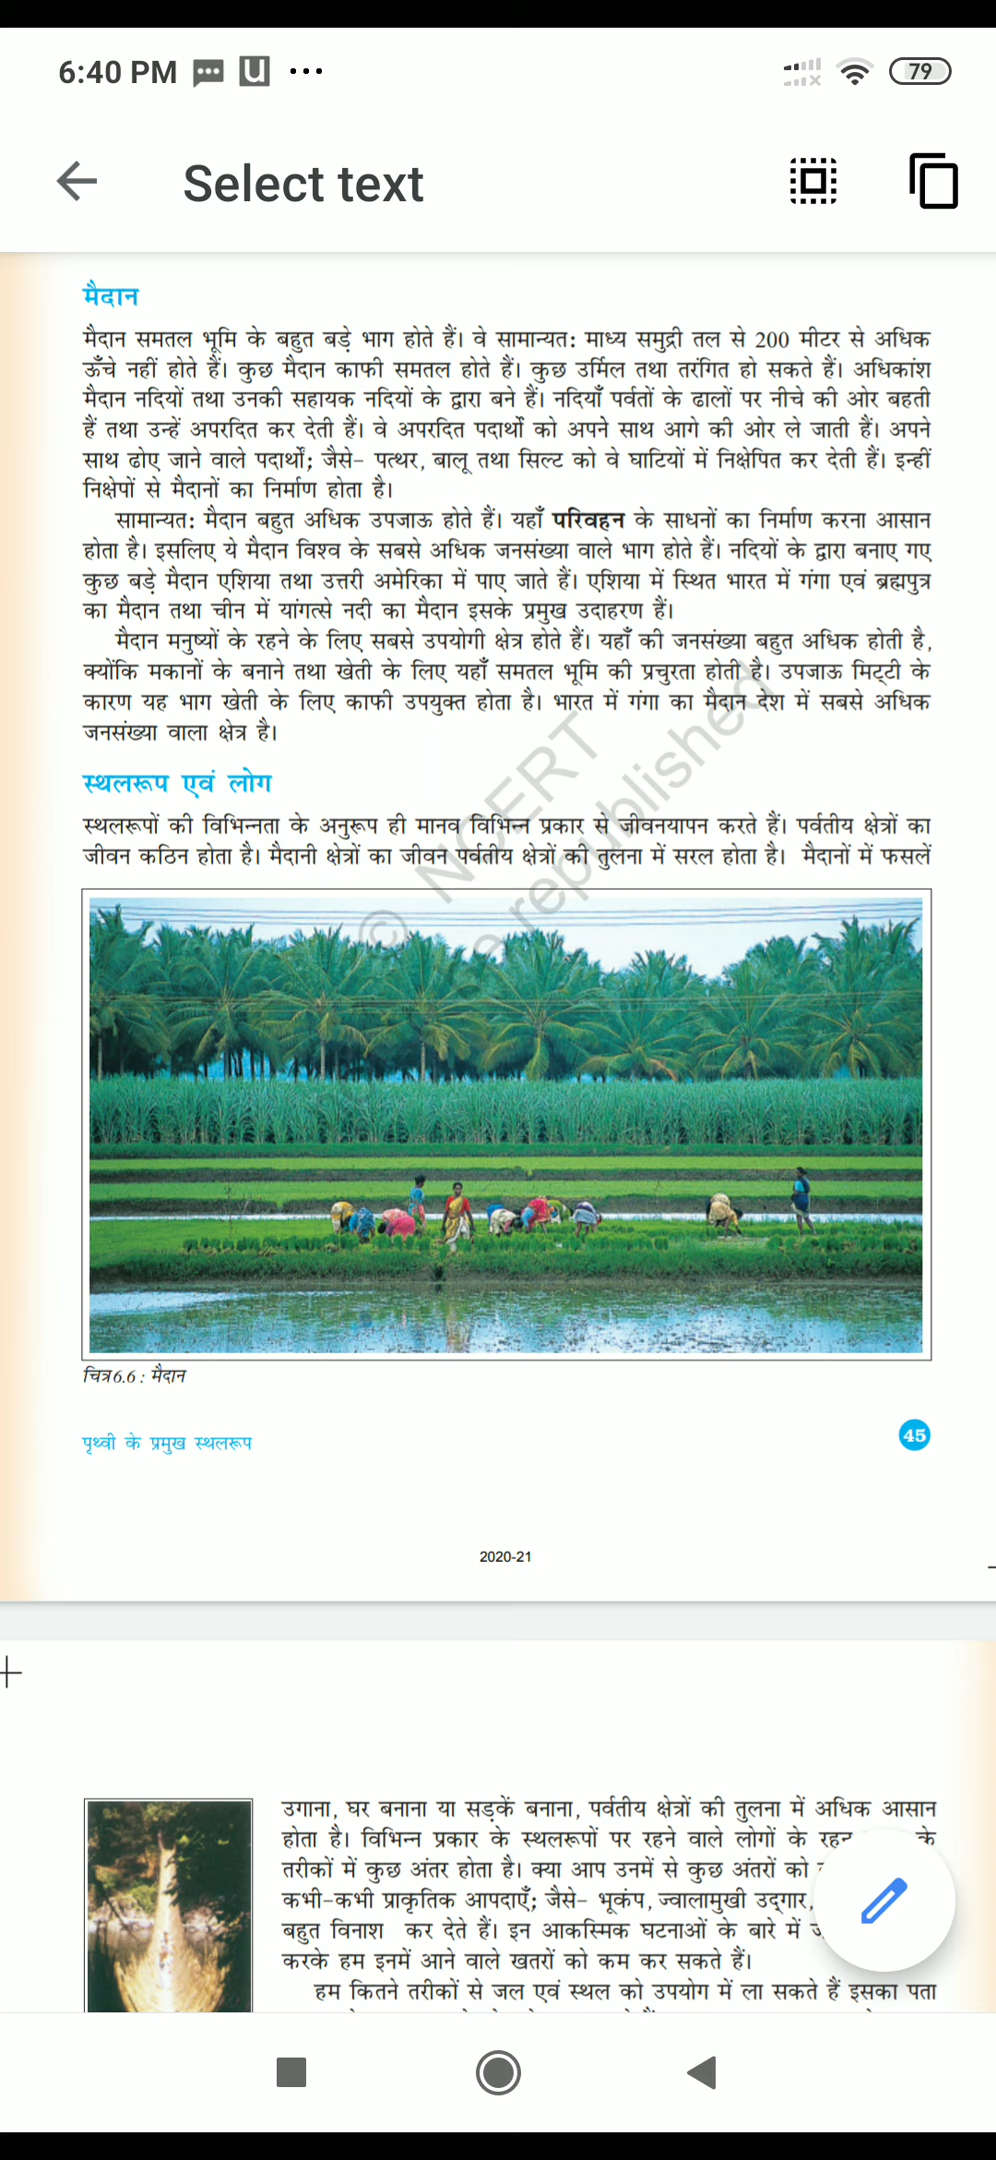 6:40 PM
79
Select text
मैदान
मैदान समतल भूमि के बहुत बड़े भाग होते हैं। वे सामान्यत: माध्य समुद्री तल से 200 मीटर से अधिक
ऊँचे नहीं होते हैं। कुछ मैदान काफी समतल होते हैं। कुछ उर्मिल तथा तरंगित हो सकते हैं। अधिकांश
मैदान नदियों तथा उनकी सहायक नदियों के द्वारा बने हैं। नदियाँ पर्वतों के ढालों पर नीचे की ओर बहती
हैं तथा उन्हें अपरदित कर देती हैं। वे अपरदित पदार्थों को अपने साथ आगे की ओर ले जाती हैं। अपने
साथ ढोए जाने वाले पदार्थों; जैसे- पत्थर, बालू तथा सिल्ट को वे घाटियों में निक्षेपित कर देती हैं। इन्हीं
निक्षेपों से मैदानों का निर्माण होता है।
सामान्यत: मैदान बहुत अधिक उपजाऊ होते हैं। यहाँ परिवहन के साधनों का निर्माण करना आसान
होता है। इसलिए ये मैदान विश्व के सबसे अधिक जनसंख्या वाले भाग होते हैं। नदियों के द्वारा बनाए गए
कुछ बड़े मैदान एशिया तथा उत्तरी अमेरिका में पाए जाते हैं। एशिया में स्थित भारत में गंगा एवं ब्रह्मपुत्र
का मैदान तथा चीन में यांगत्से नदी का मैदान इसके प्रमुख उदाहरण हैं।
मैदान मनुष्यों के रहने के लिए सबसे उपयोगी क्षेत्र होते हैं। यहाँ की जनसंख्या बहुत अधिक होती है,
क्योंकि मकानों के बनाने तथा खेती के लिए यहाँ समतल भूमि की प्रचुरता होती है। उपजाऊ मिट्टी के
कारण यह भाग खेती के लिए काफी उपयुक्त होता है। भारत में गंगा का मैदान देश में सबसे अधिक
जनसंख्या वाला क्षेत्र है।
स्थलरूप एवं लोग
स्थलरूपों की विभिन्नता के अनुरूप ही मानव विभिन्न प्रकार से जीवनयापन करते हैं। पर्वतीय क्षेत्रों का
जीवन कठिन होता है। मैदानी क्षेत्रों का जीवन पर्वतीय क्षेत्रों की तुलना में सरल होता है। मैदानों में फसलें
© NCERT
republished
चित्र 6.6 : मैदान
पृथ्वी के प्रमुख स्थलरूप
45
2020-21
उगाना, घर बनाना या सड़कें बनाना, पर्वतीय क्षेत्रों की तुलना में अधिक आसान
होता है। विभिन्न प्रकार के स्थलरूपों पर रहने वाले लोगों के के
तरीकों में कुछ अंतर होता है। क्या आप उनमें से कुछ अंतरों को
कभी-कभी प्राकृतिक आपदाएँ; जैसे- भूकंप, ज्वालामुखी उद्गार,
बहुत विनाश कर देते हैं। इन आकस्मिक घटनाओं के बारे में
करके हम इनमें आने वाले खतरों को कम कर सकते हैं।
हम कितने तरीकों से जल एवं स्थल को उपयोग में ला सकते हैं इसका पता